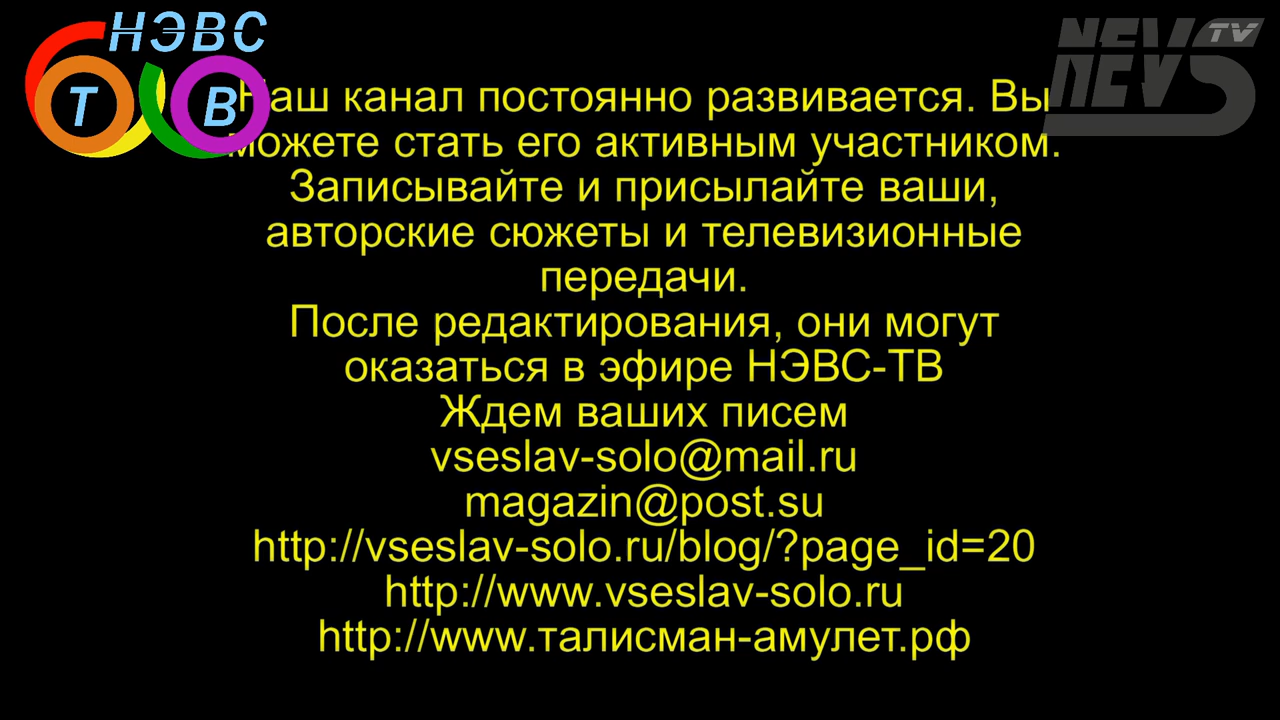 НЭВС
Т В
NEVS TV
NEVS
Наш канал постоянно развивается. Вы
можете стать его активным участником.
Записывайте и присылайте ваши,
авторские сюжеты и телевизионные
передачи.
После редактирования, они могут
оказаться в эфире НЭВС-ТВ
Ждем ваших писем
vseslav-solo@mail.ru
magazin@post.su
http://vseslav-solo.ru/blog/?page_id=20
http://www.vseslav-solo.ru
http://www.талисман-амулет.рф